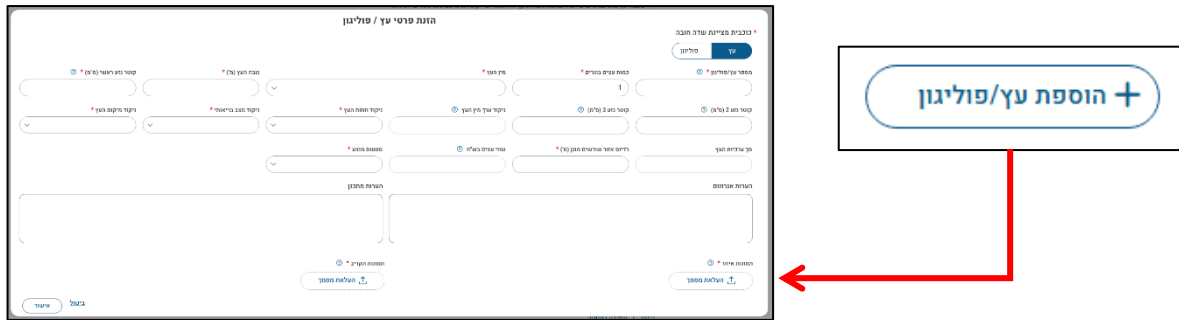 הזנת פרטי עץ / פוליגון
* כוכבית מציינת שדה חובה
עץ פוליגון
מספר עץ/פוליגון * כמות עצים בוגרים * מין העץ * גובה העץ (מ') * קוטר גזע ראשי (ס"מ) *
1
קוטר גזע 2 (ס"מ) קוטר גזע 3 (ס"מ) ניקוד ערך מין העץ ניקוד חופת העץ * ניקוד מצב בריאותי * ניקוד מיקום העץ *
סך ערכיות העץ רדיוס אזור שורשים מוגן (מ') * שווי עצים בש"ח סטטוס מוצע *
הערות אגרונום הערות מתכנן
תמונות איזור * תמונות תקריב *
העלאת מסמך העלאת מסמך
ביטול אישור
+ הוספת עץ/פוליגון